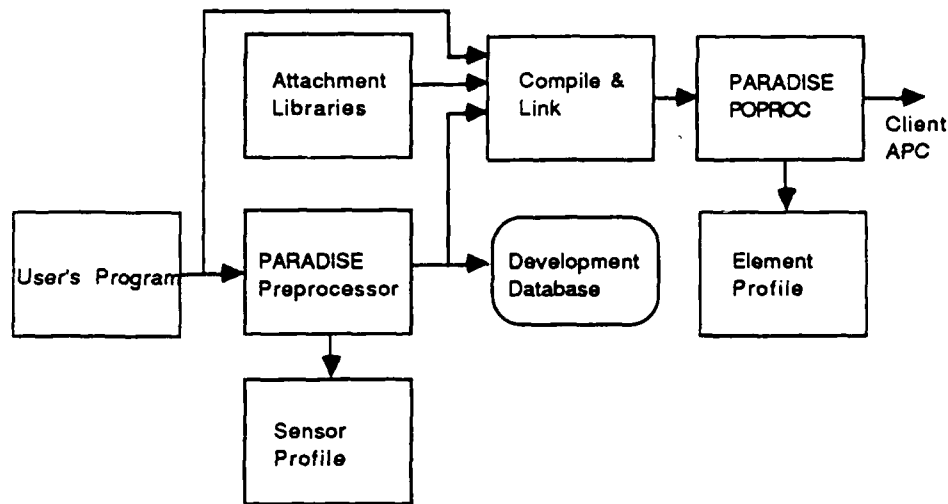 Attachment
Libraries
Compile &
Link
PARADISE
POPROC
Client
APC
User's Program
PARADISE
Preprocessor
Development
Database
Element
Profile
Sensor
Profile